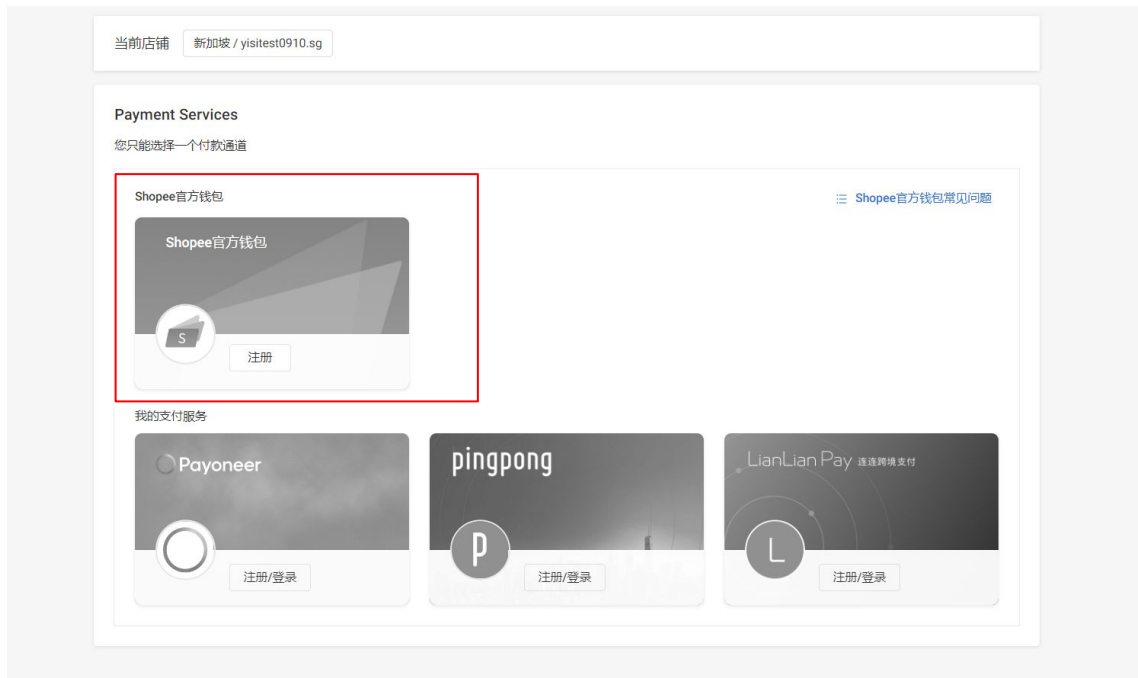 当前店铺 新加坡 / yisitest0910.sg
Payment Services
您只能选择一个付款通道
Shopee官方钱包
Shopee官方钱包常见问题
Shopee官方钱包
S
注册
我的支付服务
Payoneer
pingpong
LianLian Pay 连连跨境支付
P
L
注册/登录
注册/登录
注册/登录